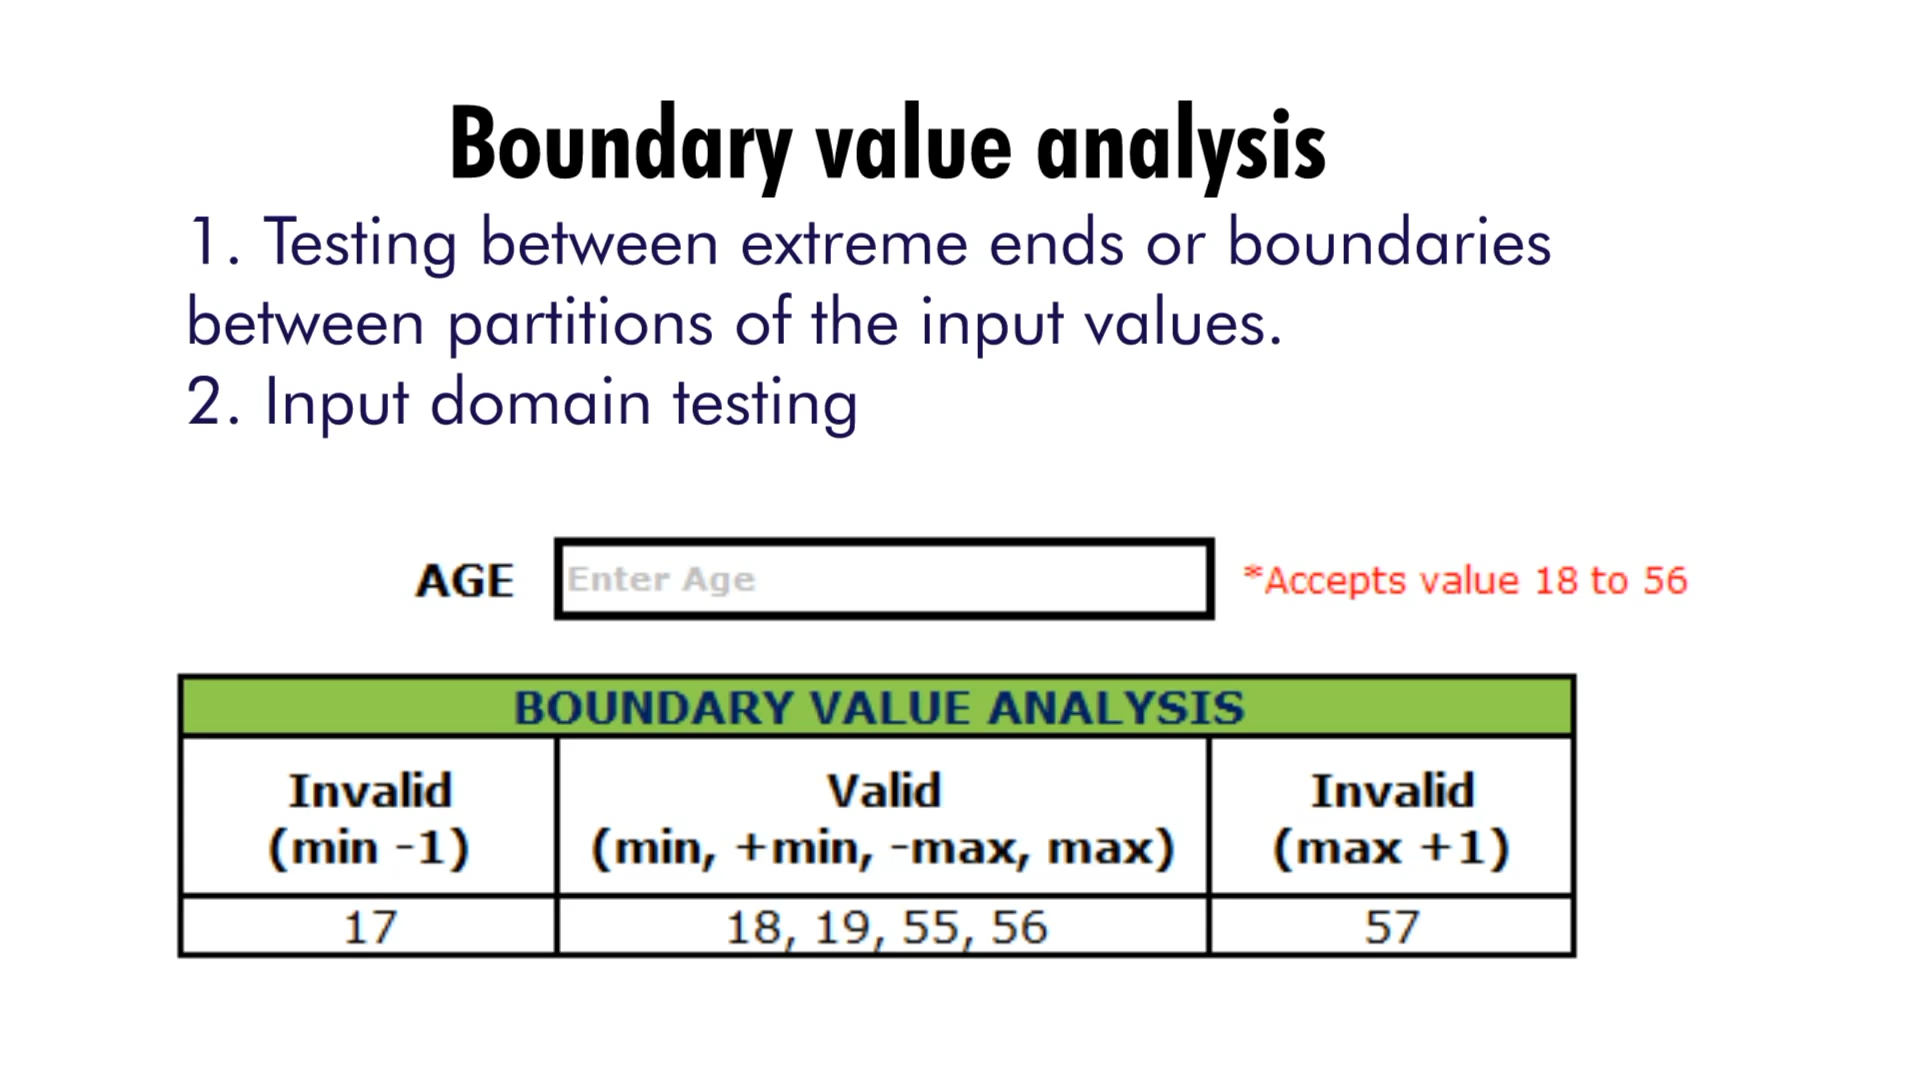 Boundary value analysis
1. Testing between extreme ends or boundaries
between partitions of the input values.
2. Input domain testing
AGE Enter Age *Accepts value 18 to 56
BOUNDARY VALUE ANALYSIS
Invalid Valid Invalid
(min -1) (min, +min, -max, max) (max +1)
17 18, 19, 55, 56 57